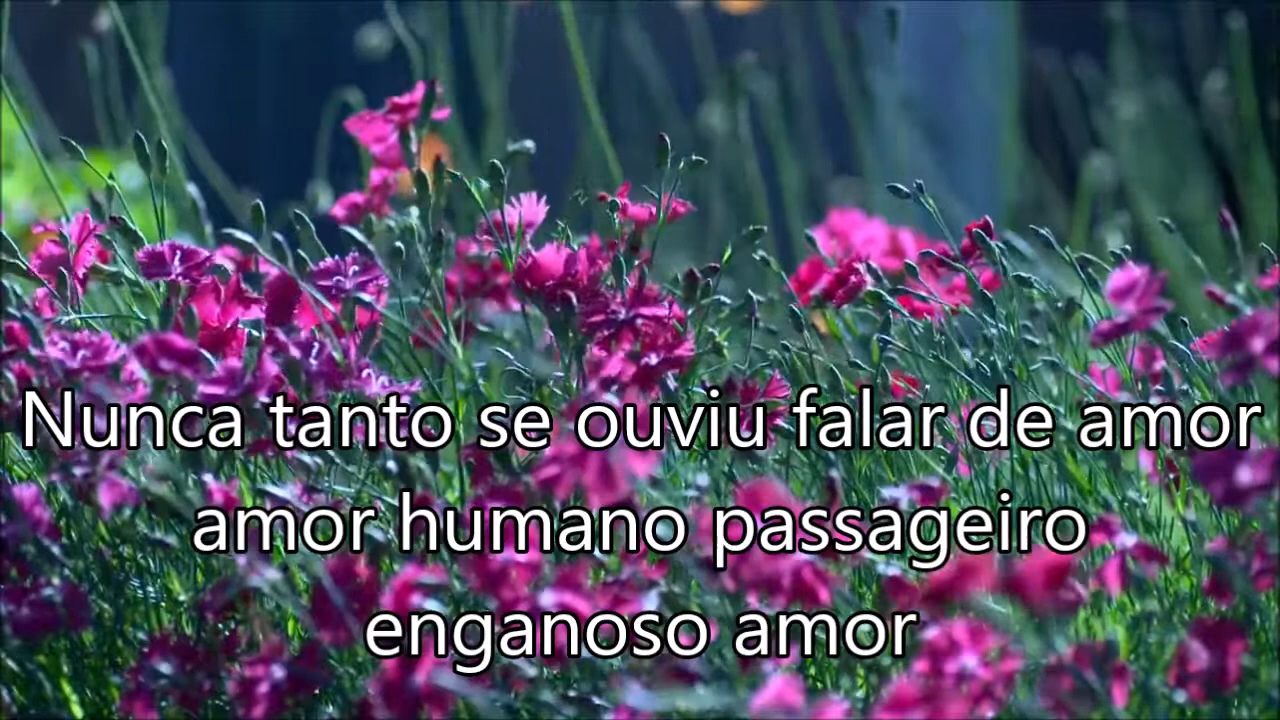 Nunca tanto se ouviu falar de amor
amor humano passageiro
enganoso amor